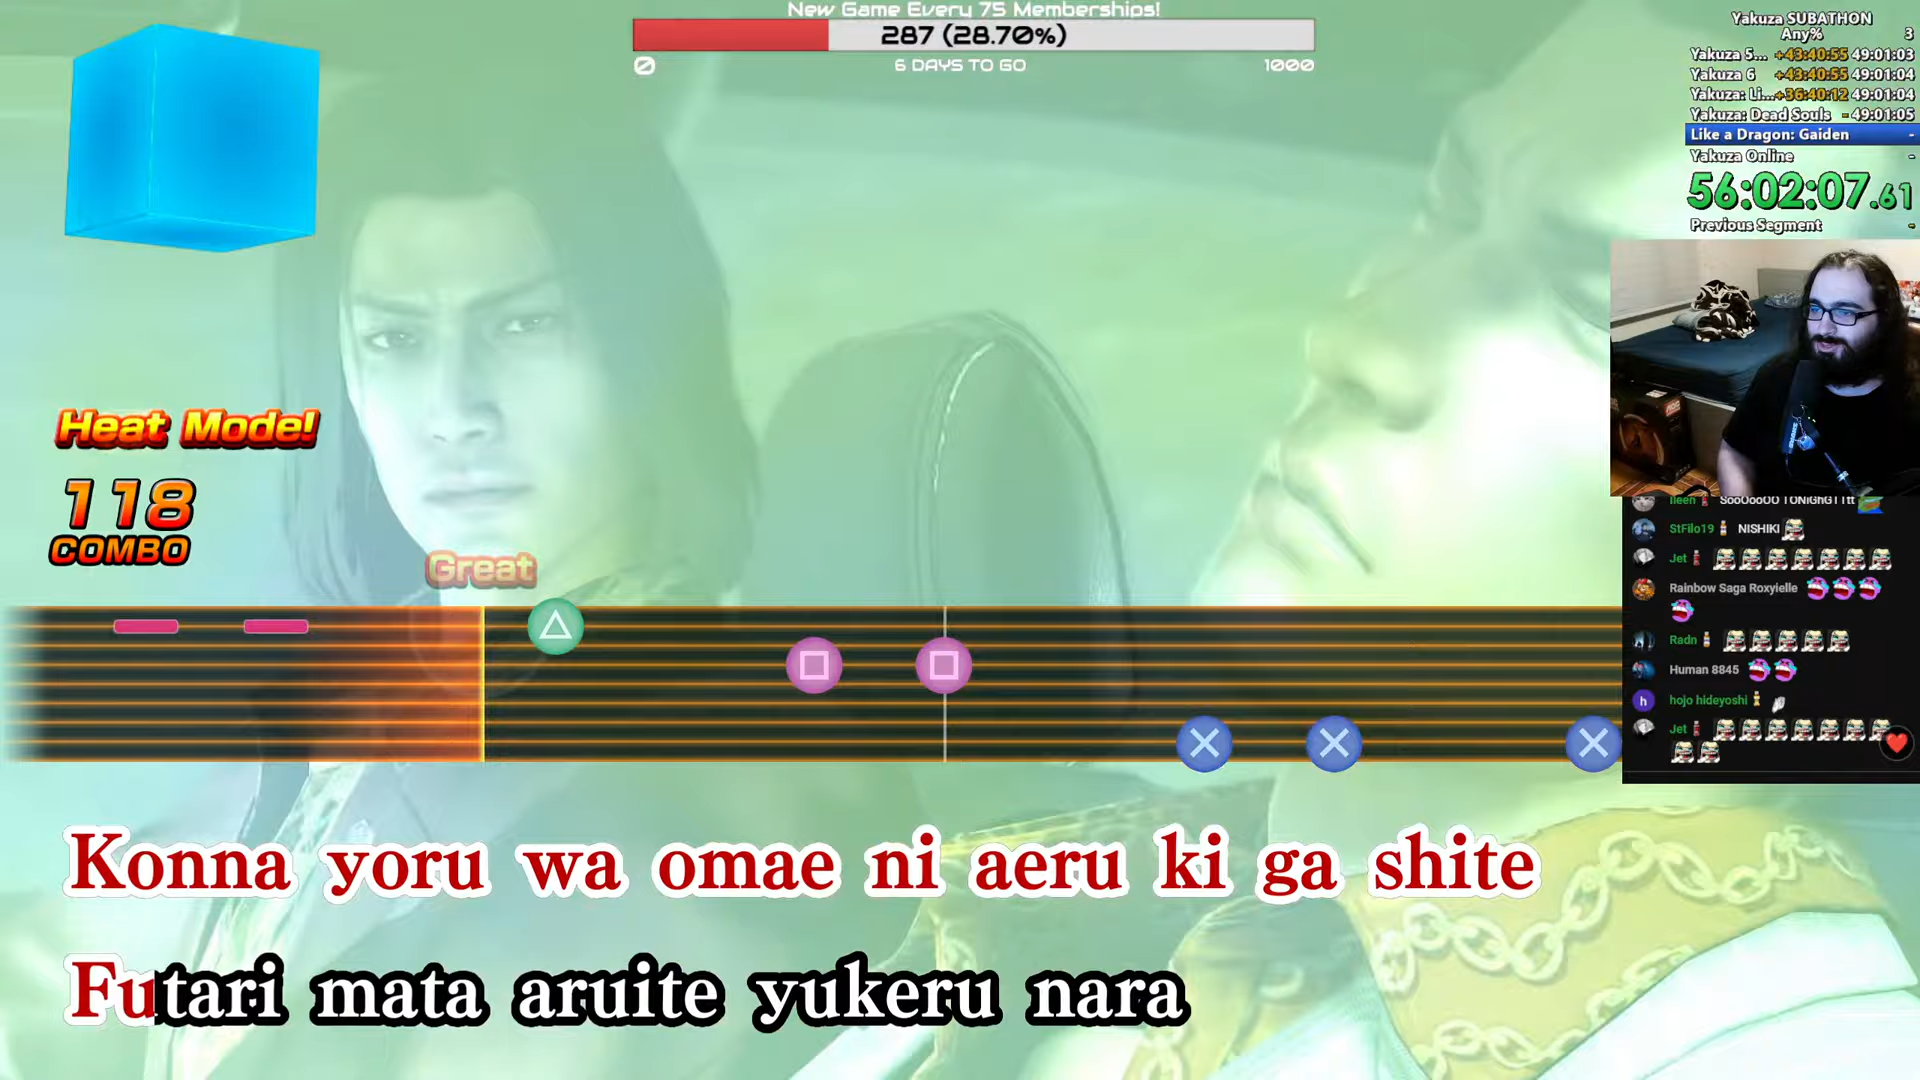 New Game Every 75 Memberships!
287 (28.70%)
0 6 DAYS TO GO 1000
Yakuza SUBATHON
Any% 3
Yakuza 5... +43:40:55 49:01:03
Yakuza 6 +43:40:55 49:01:04
Yakuza: Li...+36:40:12 49:01:04
Yakuza: Dead Souls - 49:01:05
Like a Dragon: Gaiden -
Yakuza Online -
56:02:07.61
Previous Segment -
Heat Mode!
118
COMBO
Great
SooOooOO TONiGhGTTtt
StFilo19 NISHIKI
Jet
Rainbow Saga Roxyielle
Radn
Human 8845
h hojo hideyoshi
Jet
Konna yoru wa omae ni aeru ki ga shite
Futari mata aruite yukeru nara